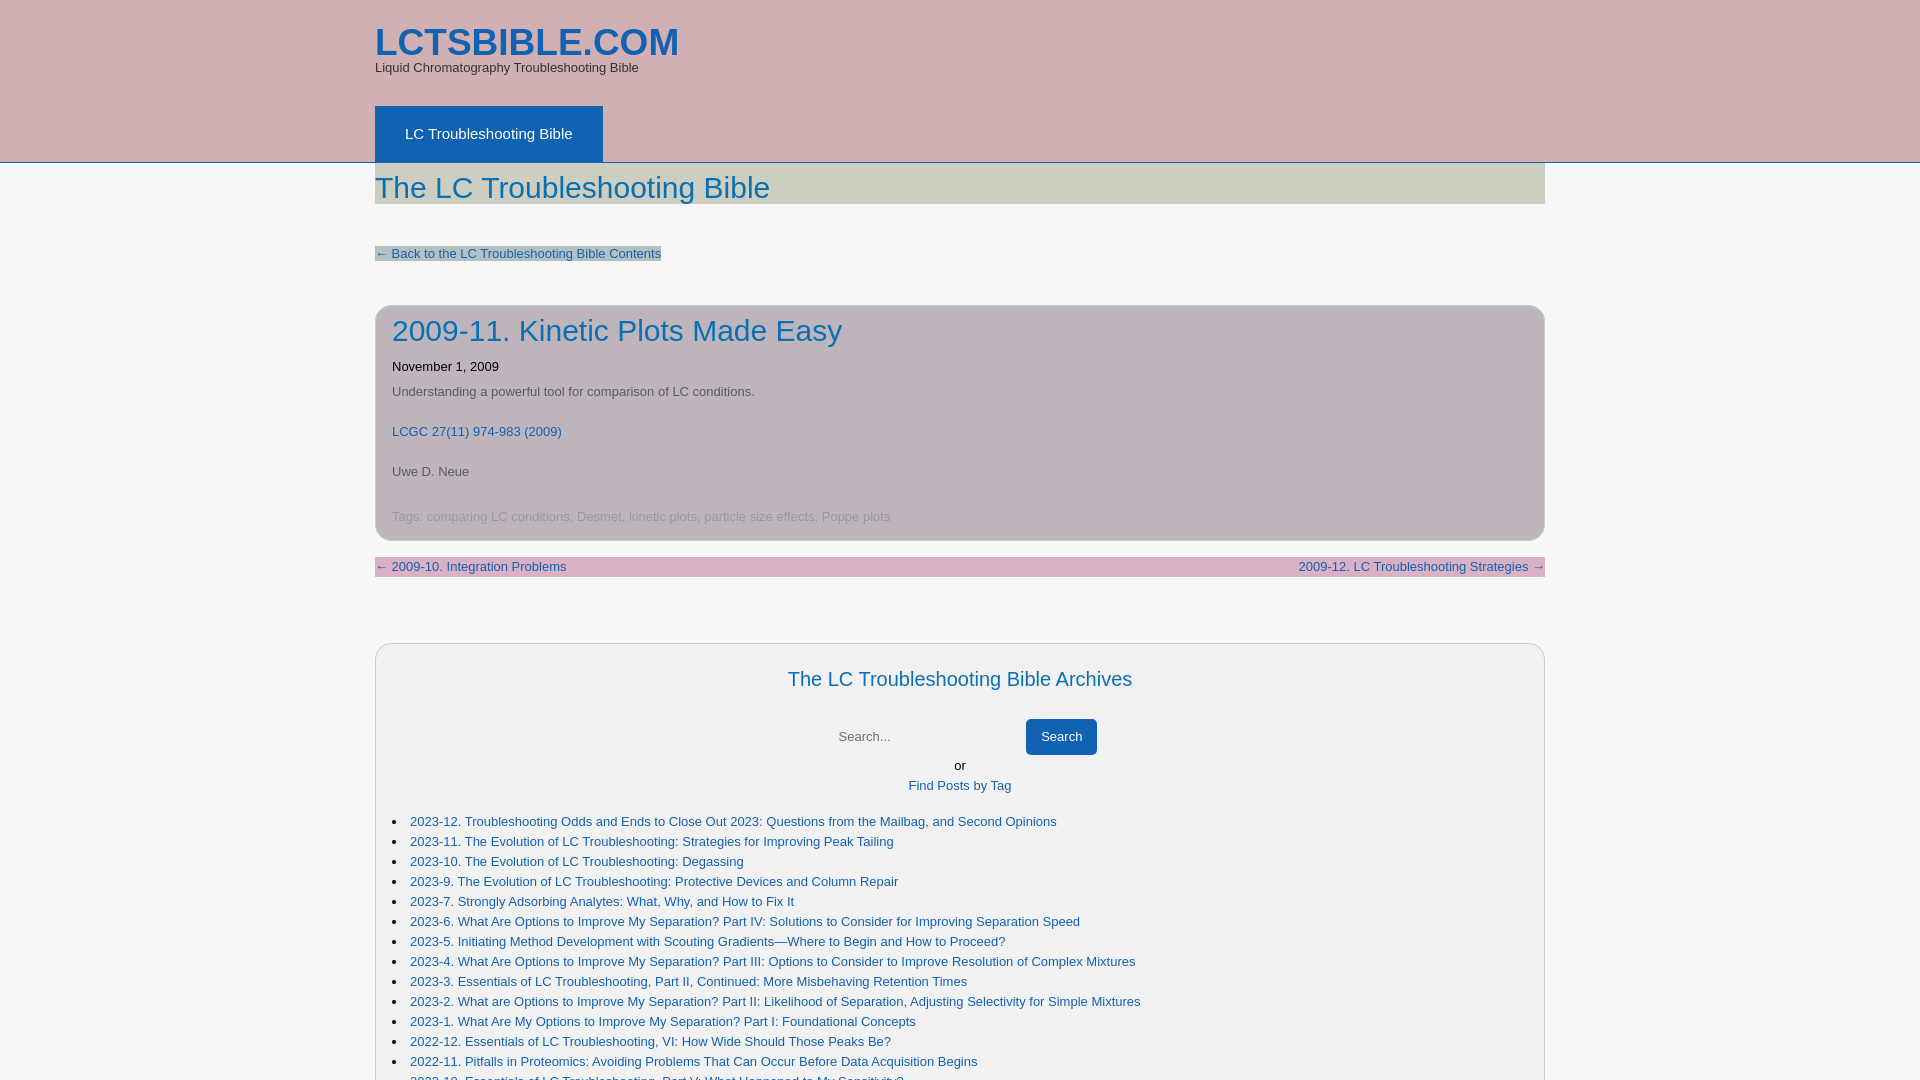 LCTSBIBLE.COM
Liquid Chromatography Troubleshooting Bible
LC Troubleshooting Bible
The LC Troubleshooting Bible
← Back to the LC Troubleshooting Bible Contents
2009-11. Kinetic Plots Made Easy
November 1, 2009
Understanding a powerful tool for comparison of LC conditions.
LCGC 27(11) 974-983 (2009)
Uwe D. Neue
Tags: comparing LC conditions, Desmet, kinetic plots, particle size effects, Poppe plots
← 2009-10. Integration Problems
2009-12. LC Troubleshooting Strategies →
The LC Troubleshooting Bible Archives
Search... Search
or
Find Posts by Tag
2023-12. Troubleshooting Odds and Ends to Close Out 2023: Questions from the Mailbag, and Second Opinions
2023-11. The Evolution of LC Troubleshooting: Strategies for Improving Peak Tailing
2023-10. The Evolution of LC Troubleshooting: Degassing
2023-9. The Evolution of LC Troubleshooting: Protective Devices and Column Repair
2023-7. Strongly Adsorbing Analytes: What, Why, and How to Fix It
2023-6. What Are Options to Improve My Separation? Part IV: Solutions to Consider for Improving Separation Speed
2023-5. Initiating Method Development with Scouting Gradients—Where to Begin and How to Proceed?
2023-4. What Are Options to Improve My Separation? Part III: Options to Consider to Improve Resolution of Complex Mixtures
2023-3. Essentials of LC Troubleshooting, Part II, Continued: More Misbehaving Retention Times
2023-2. What are Options to Improve My Separation? Part II: Likelihood of Separation, Adjusting Selectivity for Simple Mixtures
2023-1. What Are My Options to Improve My Separation? Part I: Foundational Concepts
2022-12. Essentials of LC Troubleshooting, VI: How Wide Should Those Peaks Be?
2022-11. Pitfalls in Proteomics: Avoiding Problems That Can Occur Before Data Acquisition Begins
2022-10. Essentials of LC Troubleshooting, Part V: What Happened to My Sensitivity?